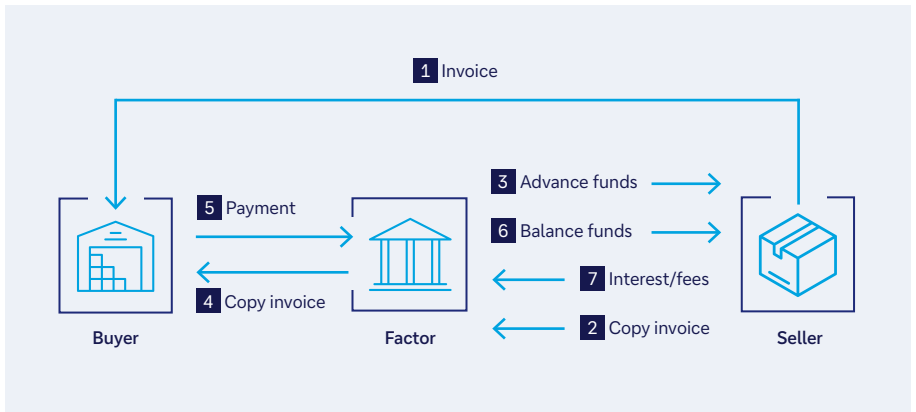 1 Invoice
3 Advance funds
5 Payment
6 Balance funds
7 Interest/fees
4 Copy invoice
2 Copy invoice
Buyer
Factor
Seller